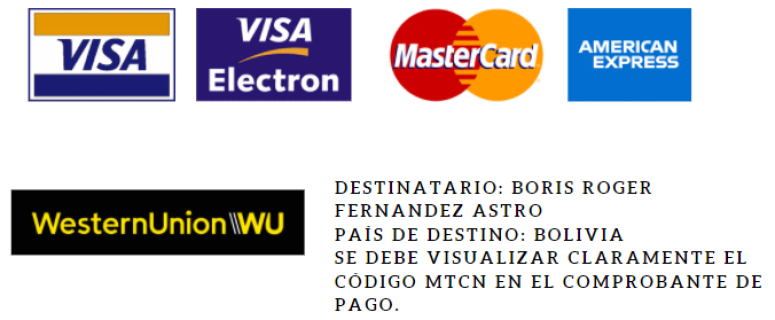 VISA
VISA
Electron
MasterCard
AMERICAN
EXPRESS
WesternUnion WU
DESTINATARIO: BORIS ROGER
FERNANDEZ ASTRO
PAÍS DE DESTINO: BOLIVIA
SE DEBE VISUALIZAR CLARAMENTE EL
CÓDIGO MTCN EN EL COMPROBANTE DE
PAGO.